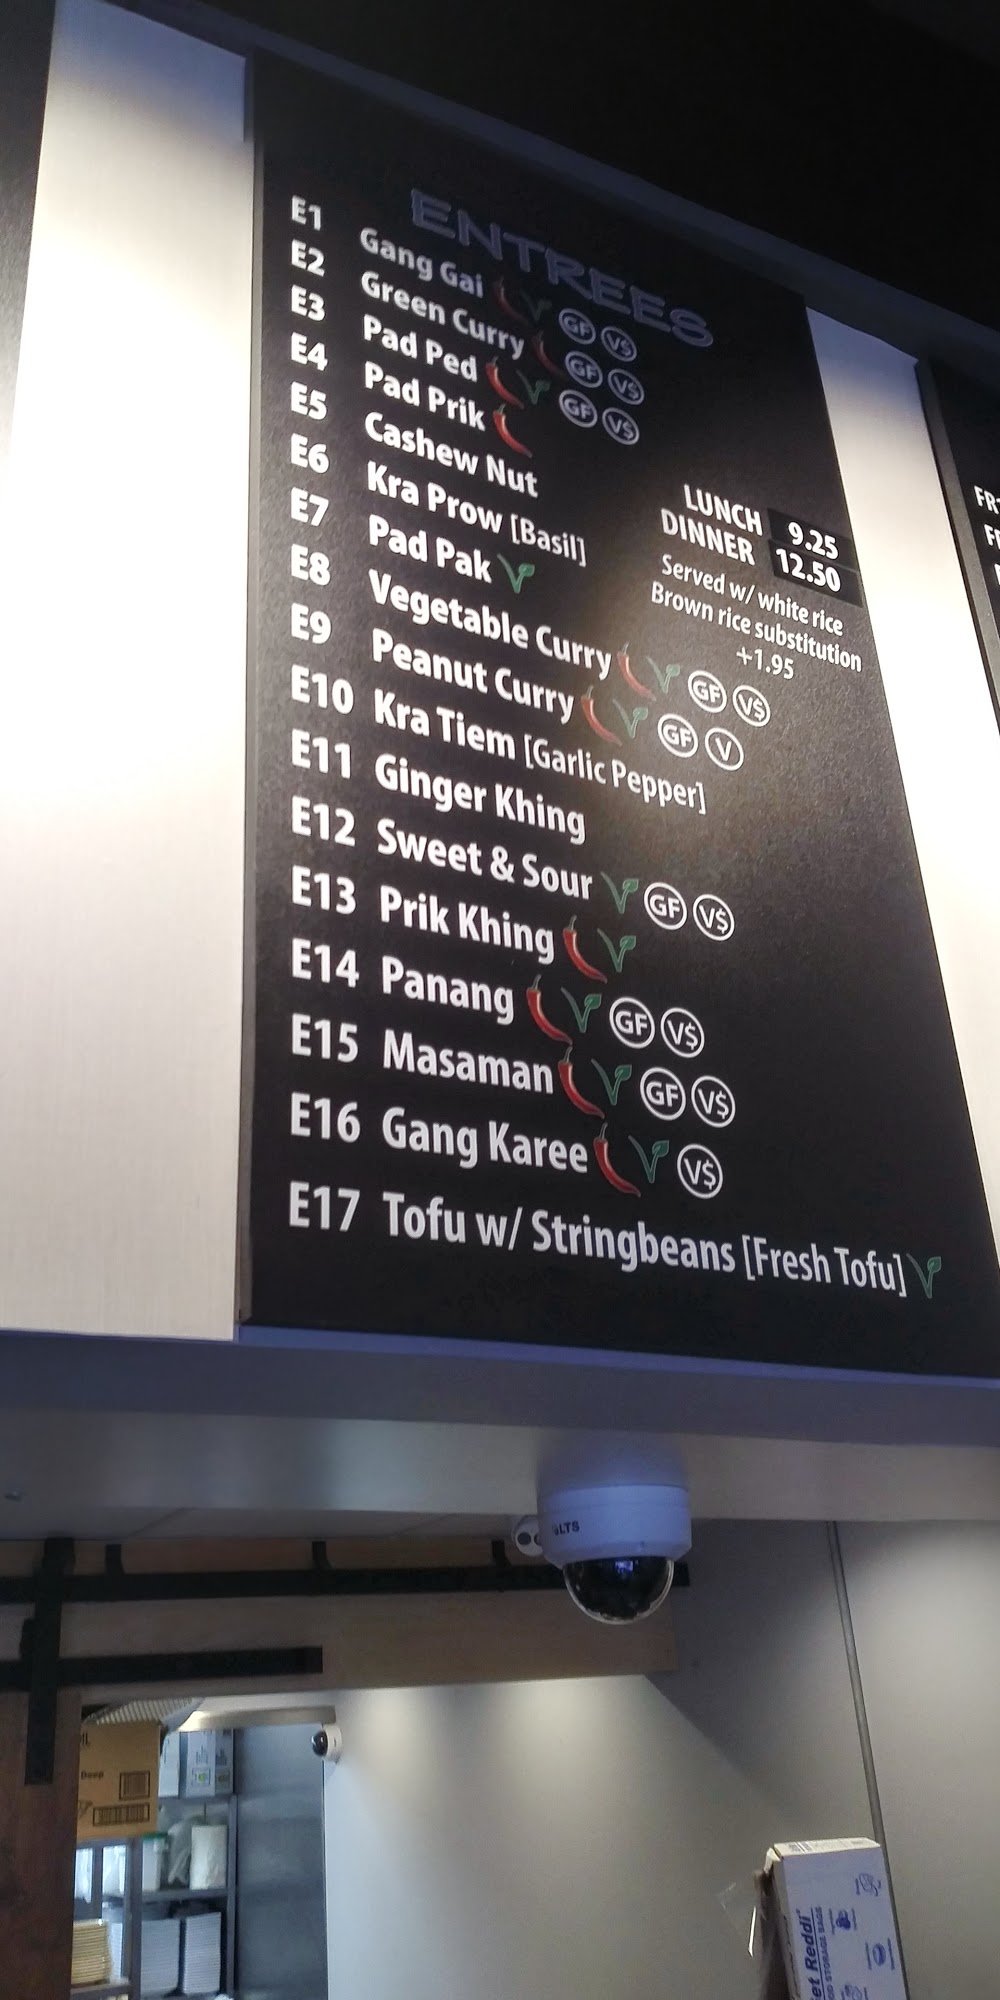 ENTREES
E1 Gang Gai GF V$
E2 Green Curry GF V$
E3 Pad Ped GF V$
E4 Pad Prik
E5 Cashew Nut
E6 Kra Prow [Basil]
E7 Pad Pak
E8 Vegetable Curry GF V$
E9 Peanut Curry GF V
E10 Kra Tiem [Garlic Pepper]
E11 Ginger Khing
E12 Sweet & Sour GF V$
E13 Prik Khing
E14 Panang GF V$
E15 Masaman GF V$
E16 Gang Karee V$
E17 Tofu w/ Stringbeans [Fresh Tofu]
LUNCH 9.25
DINNER 12.50
Served w/ white rice
Brown rice substitution
+1.95
LTS
Deep
Reddi
STORAGE BAGS